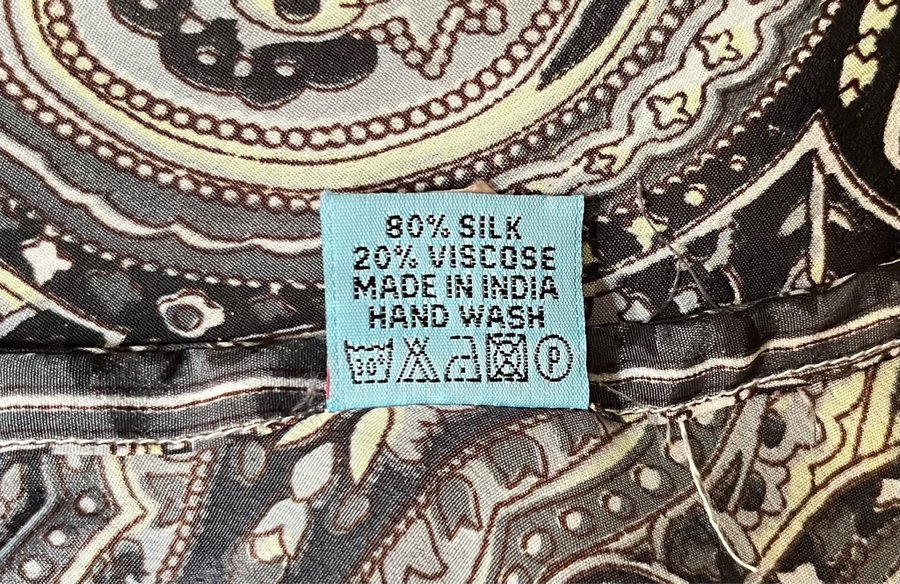 80% SILK
20% VISCOSE
MADE IN INDIA
HAND WASH
P